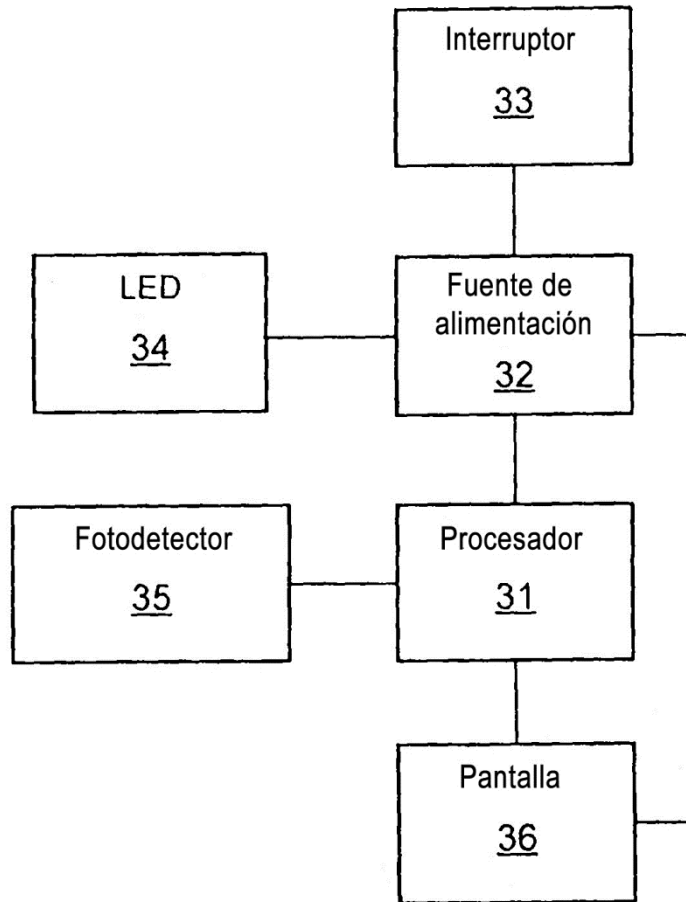 Interruptor
33
LED
34
Fuente de
alimentación
32
Fotodetector
35
Procesador
31
Pantalla
36